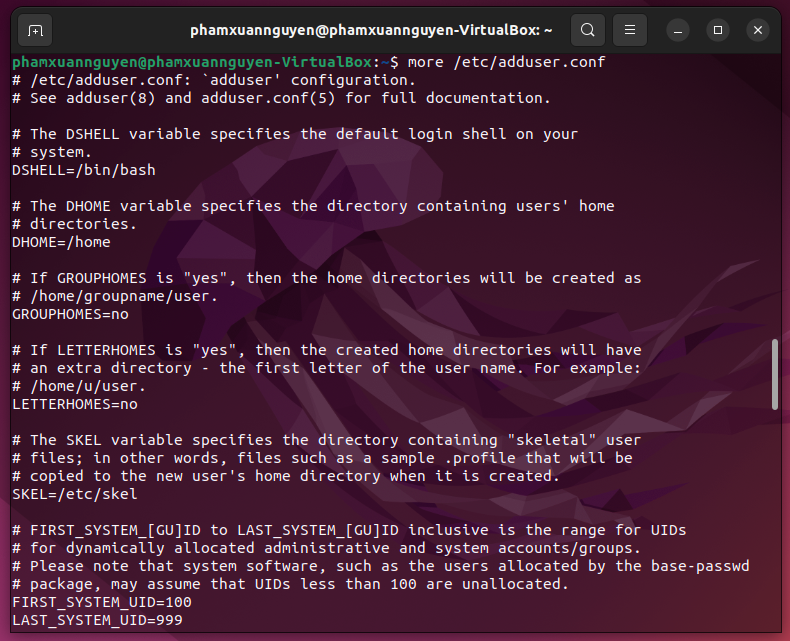 phamxuannguyen@phamxuannguyen-VirtualBox: ~
phamxuannguyen@phamxuannguyen-VirtualBox:~$ more /etc/adduser.conf
# /etc/adduser.conf: `adduser' configuration.
# See adduser(8) and adduser.conf(5) for full documentation.

# The DSHELL variable specifies the default login shell on your
# system.
DSHELL=/bin/bash

# The DHOME variable specifies the directory containing users' home
# directories.
DHOME=/home

# If GROUPHOMES is "yes", then the home directories will be created as
# /home/groupname/user.
GROUPHOMES=no

# If LETTERHOMES is "yes", then the created home directories will have
# an extra directory - the first letter of the user name. For example:
# /home/u/user.
LETTERHOMES=no

# The SKEL variable specifies the directory containing "skeletal" user
# files; in other words, files such as a sample .profile that will be
# copied to the new user's home directory when it is created.
SKEL=/etc/skel

# FIRST_SYSTEM_[GU]ID to LAST_SYSTEM_[GU]ID inclusive is the range for UIDs
# for dynamically allocated administrative and system accounts/groups.
# Please note that system software, such as the users allocated by the base-passwd
# package, may assume that UIDs less than 100 are unallocated.
FIRST_SYSTEM_UID=100
LAST_SYSTEM_UID=999